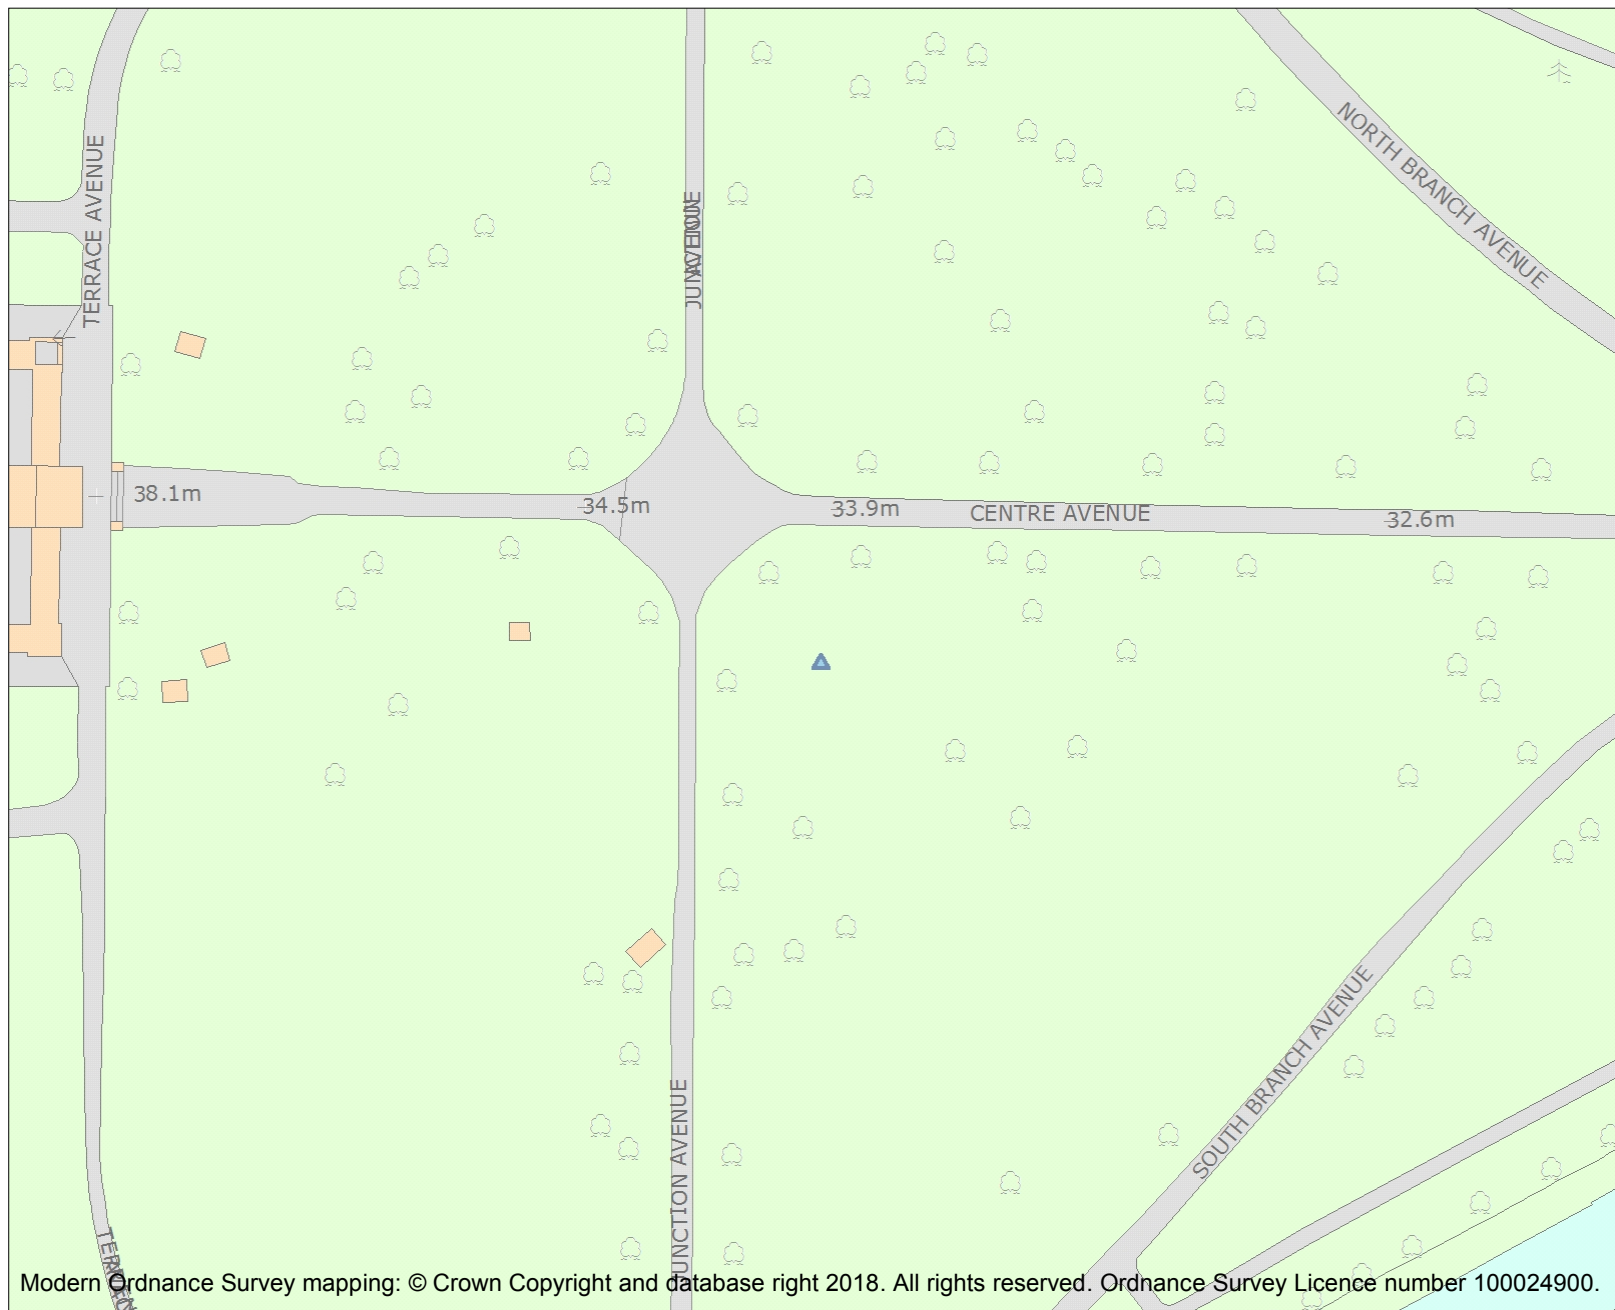 NORTH BRANCH AVENUE
TERRACE AVENUE
JUNCTION
AVENUE
38.1m
34.5m
33.9m
CENTRE AVENUE
32.6m
SOUTH BRANCH AVENUE
JUNCTION AVENUE
Modern Ordnance Survey mapping: © Crown Copyright and database right 2018. All rights reserved. Ordnance Survey Licence number 100024900.